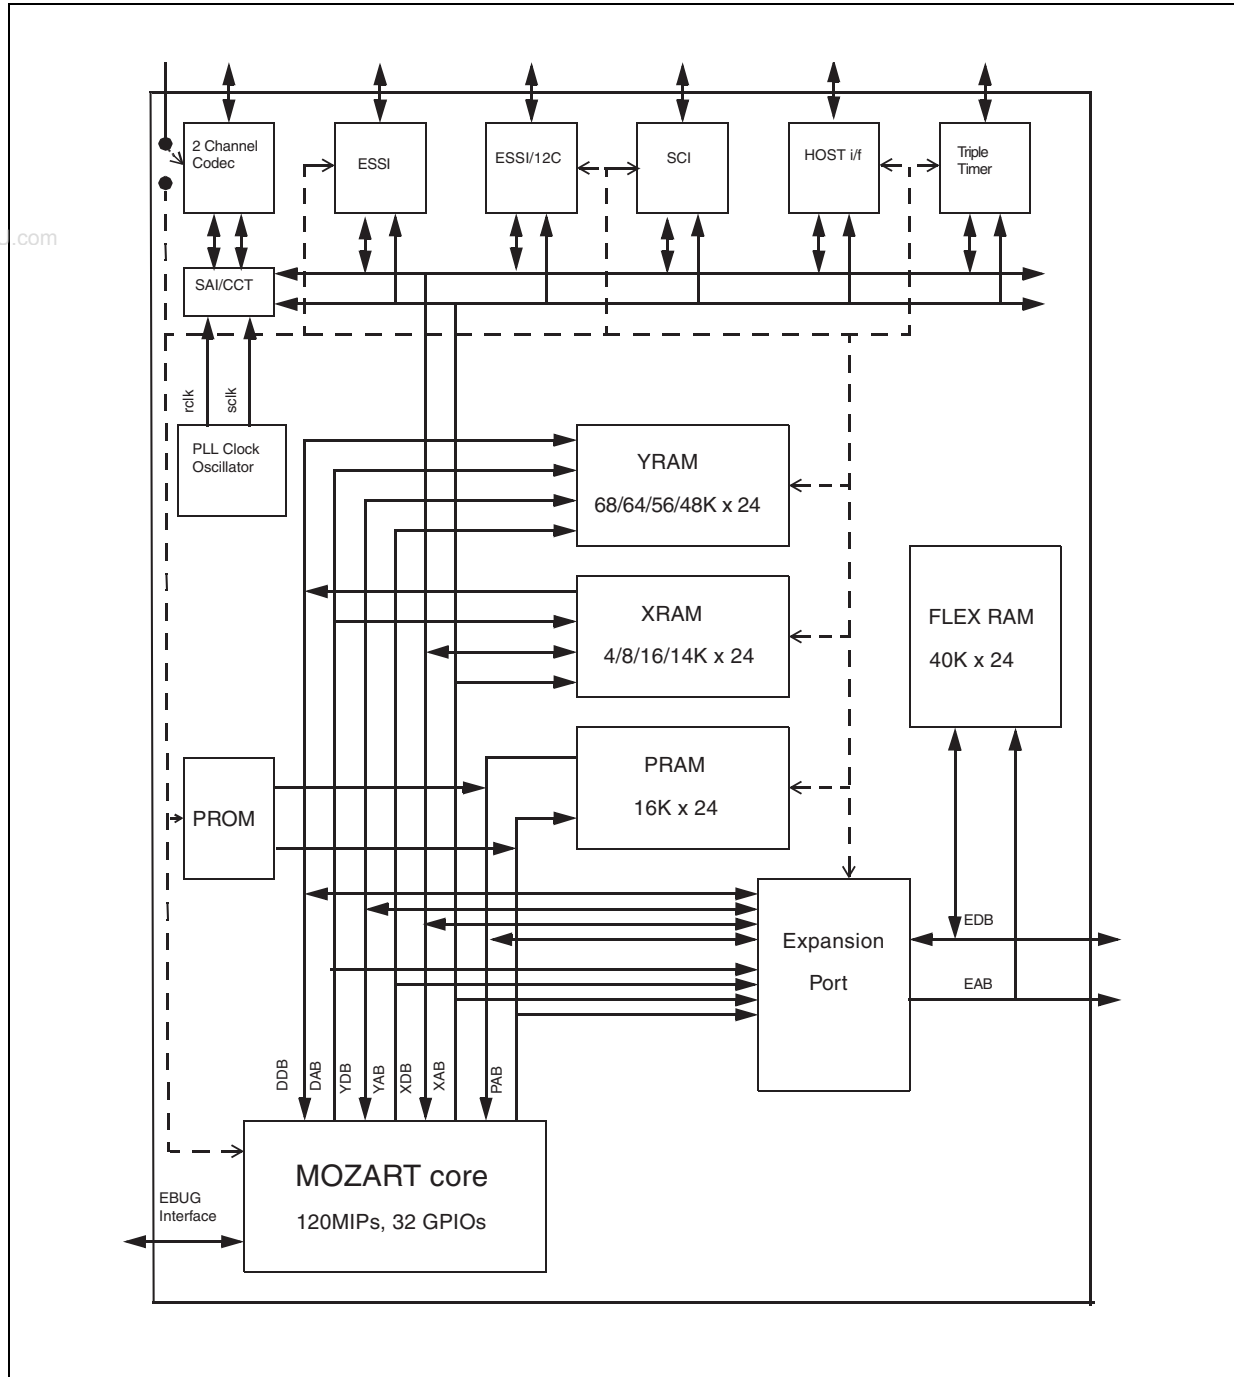 2 Channel
Codec
ESSI
ESSI/12C
SCI
HOST i/f
Triple
Timer
.com
SAI/CCT
rclk
sclk
PLL Clock
Oscillator
YRAM
68/64/56/48K x 24
XRAM
4/8/16/14K x 24
FLEX RAM
40K x 24
PRAM
16K x 24
PROM
Expansion
Port
EDB
EAB
DDB
DAB
YDB
YAB
XDB
XAB
PAB
MOZART core
120MIPs, 32 GPIOs
EBUG
Interface